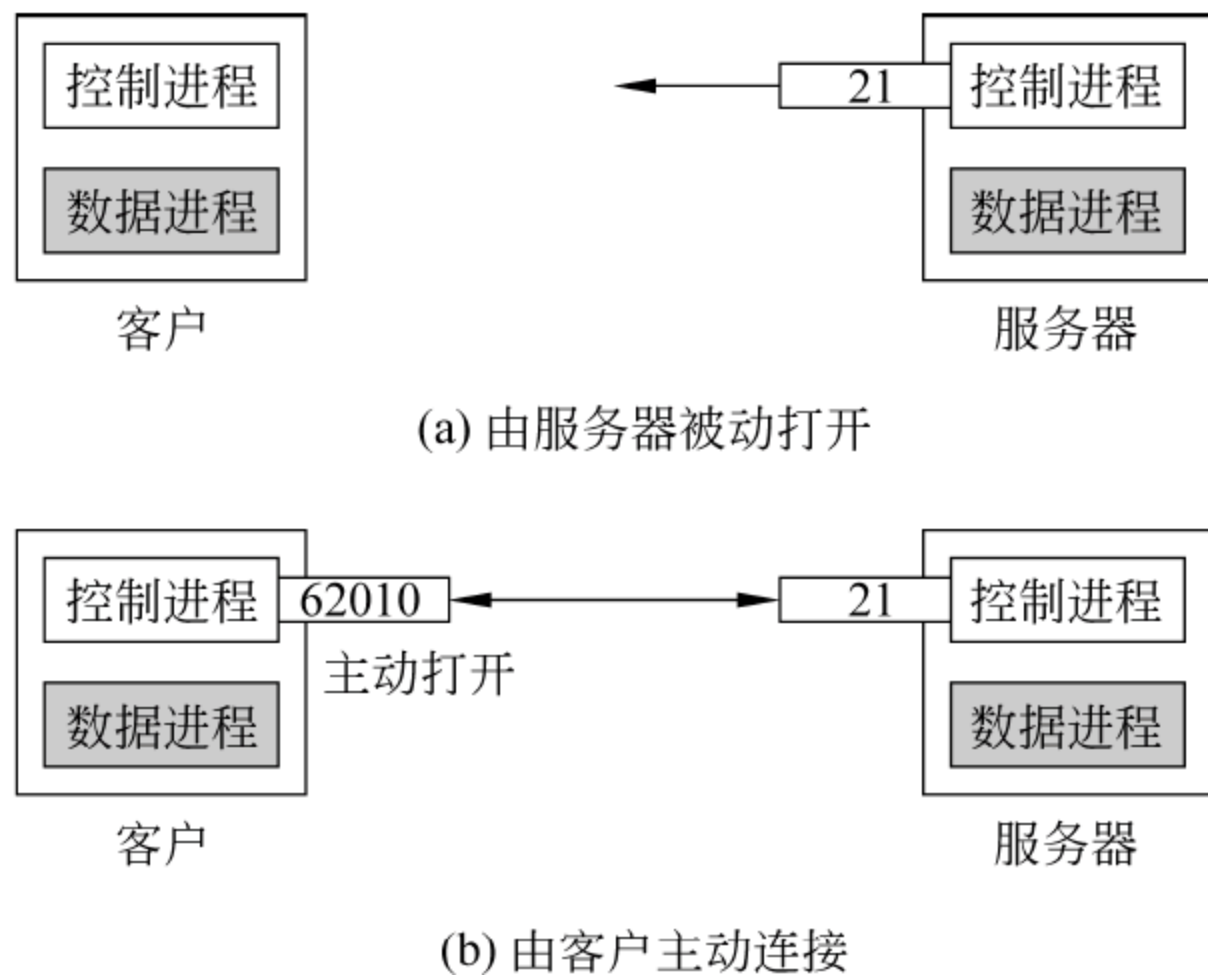 控制进程
21
控制进程
数据进程
数据进程
客户
服务器
(a) 由服务器被动打开
控制进程
62010
21
控制进程
主动打开
数据进程
数据进程
客户
服务器
(b) 由客户主动连接